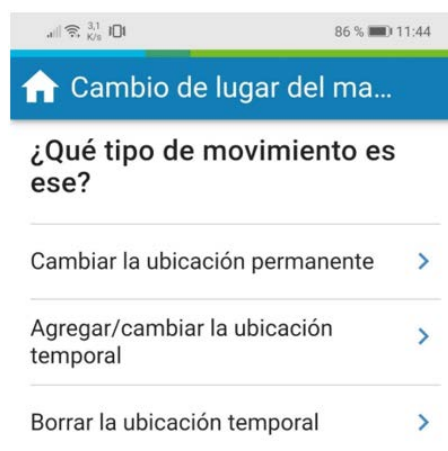 3,1
K/s
86 % 11:44
Cambio de lugar del ma...
¿Qué tipo de movimiento es
ese?
Cambiar la ubicación permanente
Agregar/cambiar la ubicación
temporal
Borrar la ubicación temporal